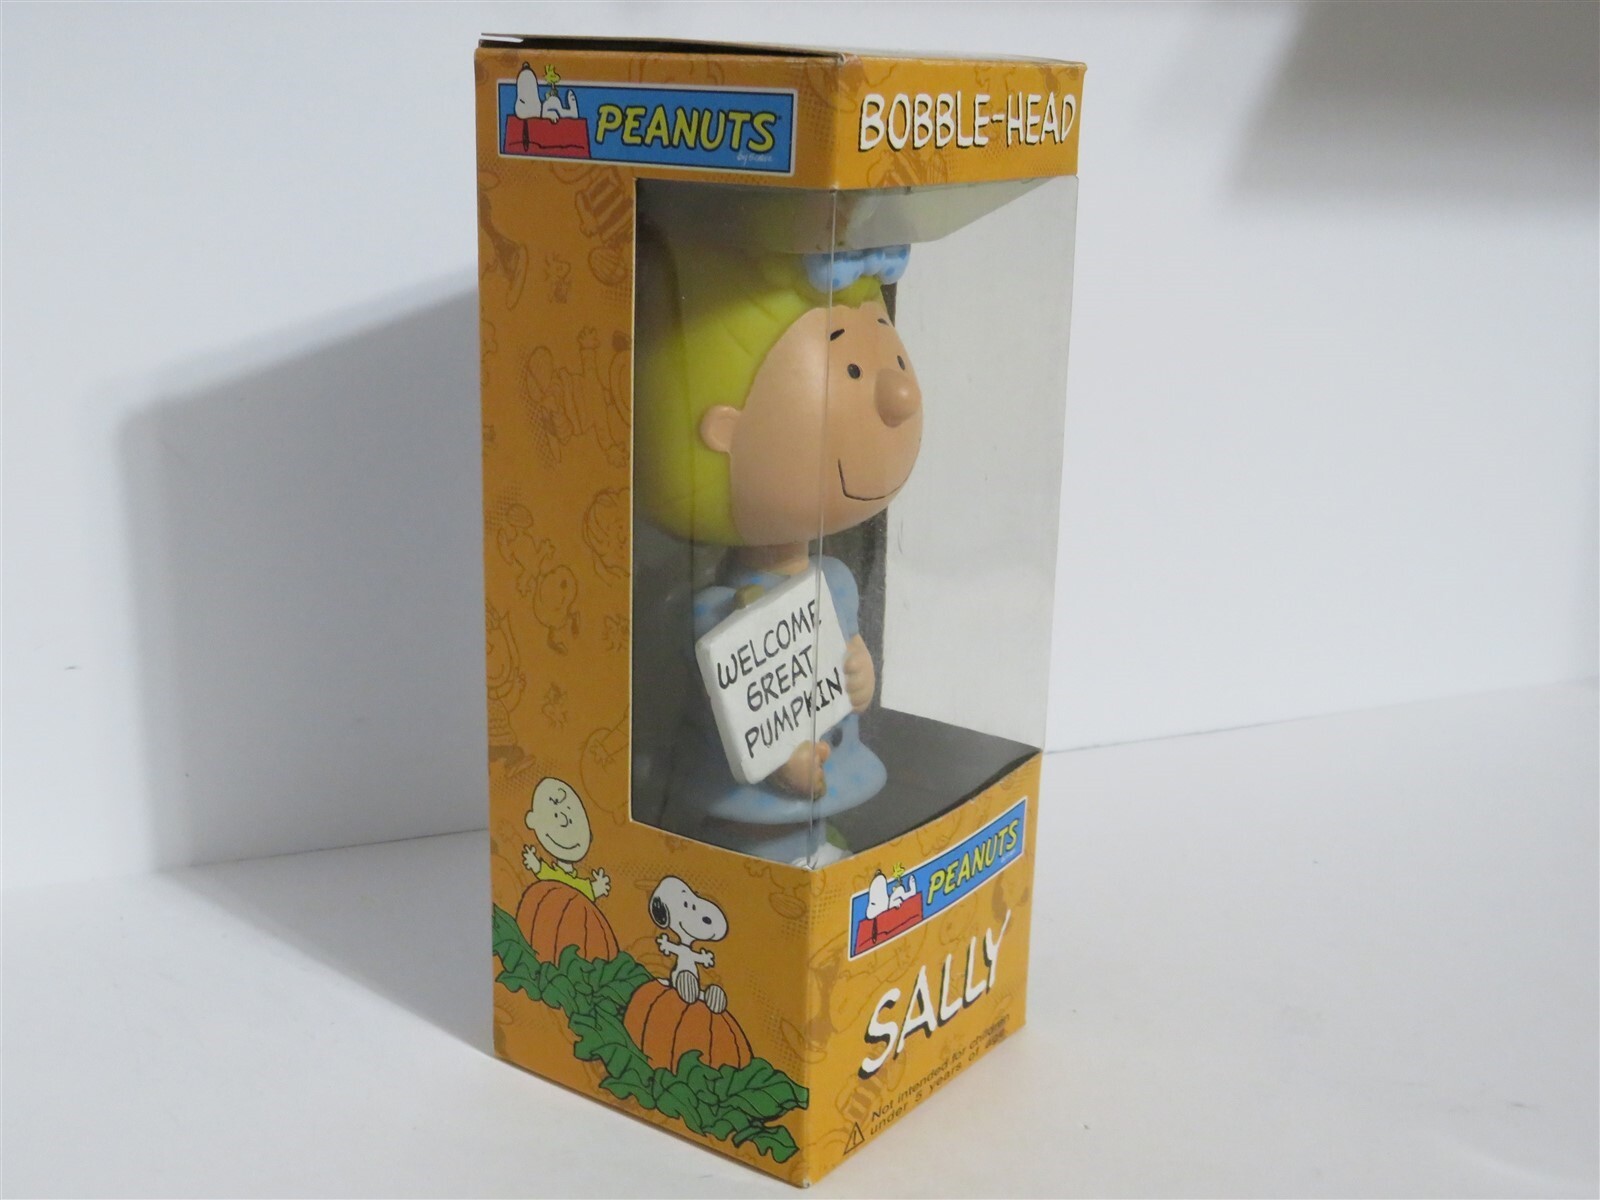 PEANUTS
BOBBLE-HEAD
WELCOME
GREAT
PUMPKIN
PEANUTS
SALLY
Not intended for children
under 5 years of age.